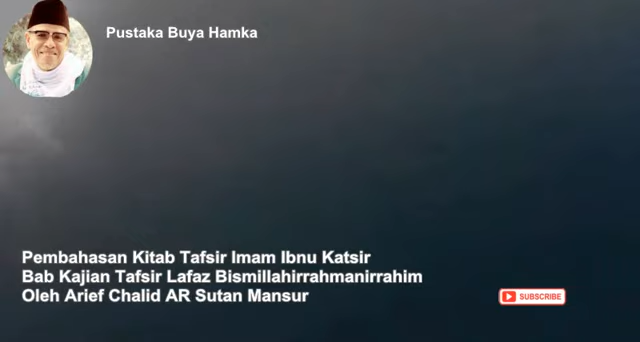 Pustaka Buya Hamka
Pembahasan Kitab Tafsir Imam Ibnu Katsir
Bab Kajian Tafsir Lafaz Bismillahirrahmanirrahim
Oleh Arief Chalid AR Sutan Mansur
SUBSCRIBE